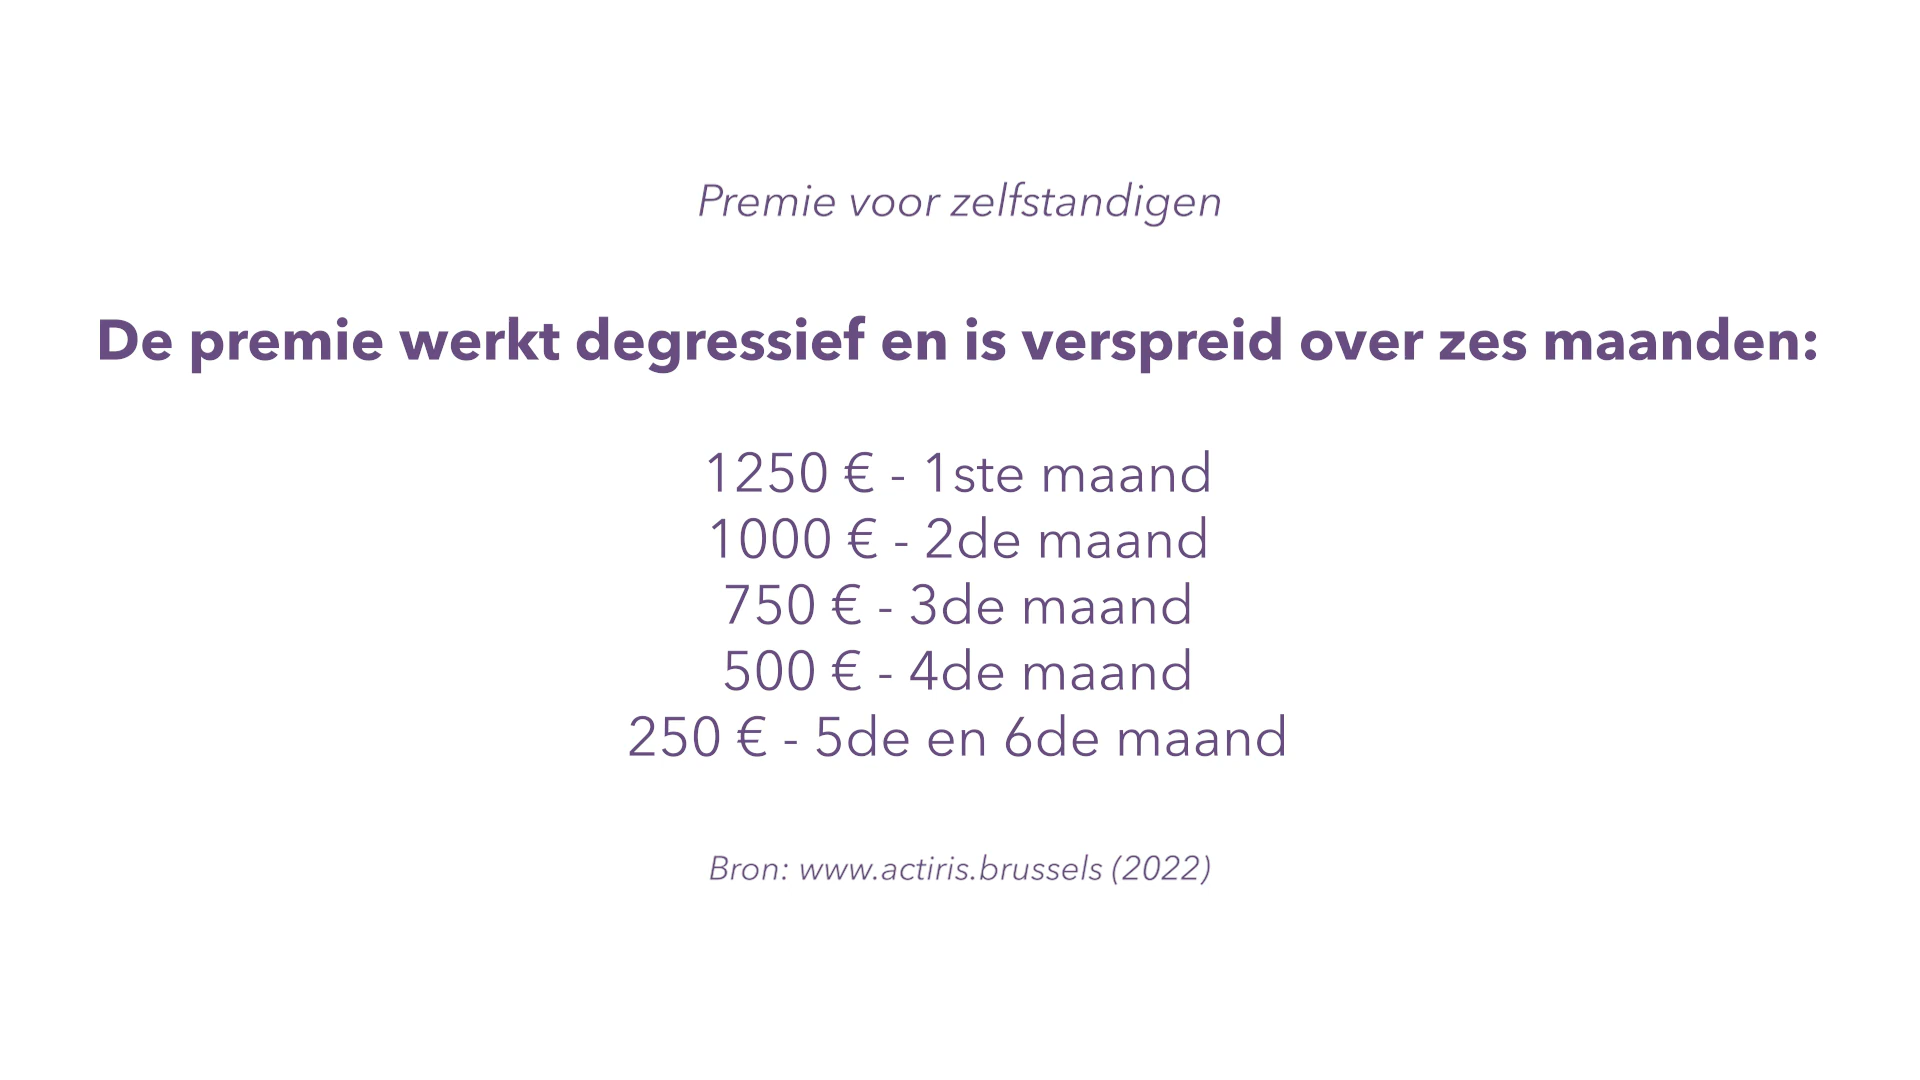 Premie voor zelfstandigen
De premie werkt degressief en is verspreid over zes maanden:
1250 € - 1ste maand
1000 € - 2de maand
750 € - 3de maand
500 € - 4de maand
250 € - 5de en 6de maand
Bron: www.actiris.brussels (2022)